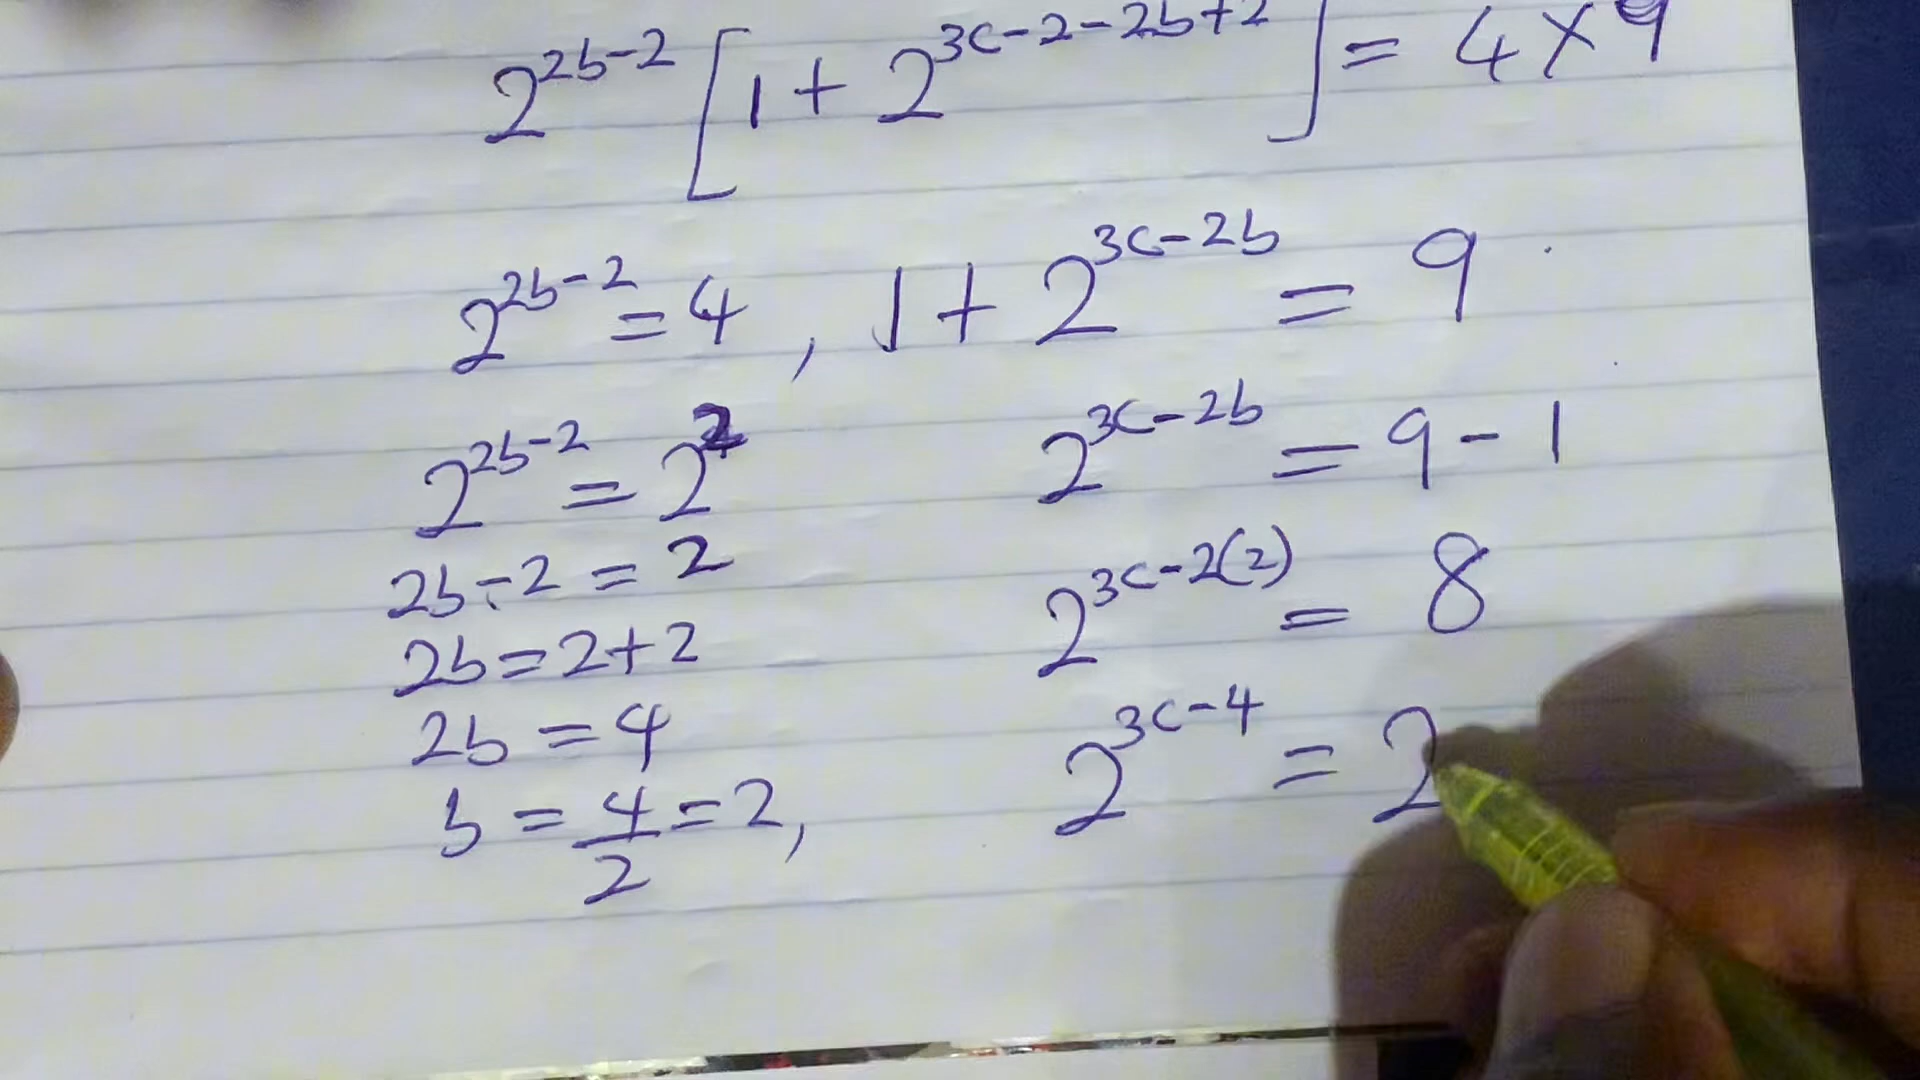 2^{2b-2} [1 + 2^{3c-2-2b+2}] = 4 × 9
2^{2b-2} = 4, 1 + 2^{3c-2b} = 9
2^{2b-2} = 2^2 2^{3c-2b} = 9 - 1
2b - 2 = 2 2^{3c-2(2)} = 8
2b = 2 + 2
2b = 4 2^{3c-4} = 2
b = 4/2 = 2,